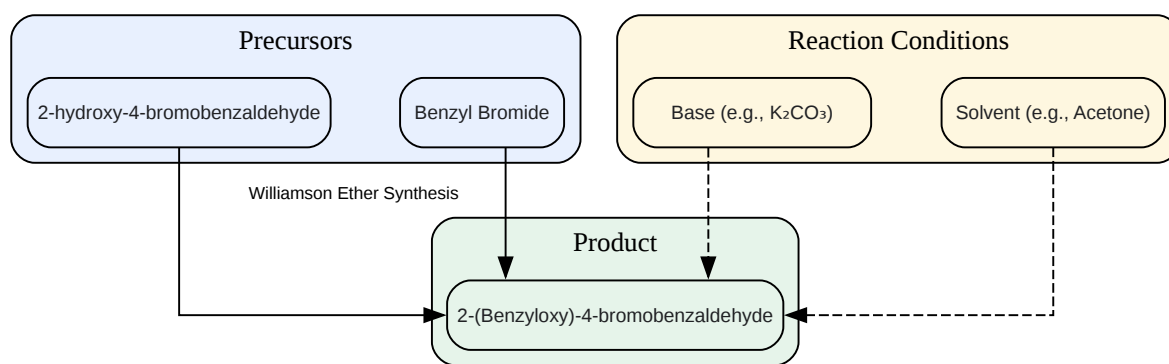 Precursors
Reaction Conditions
2-hydroxy-4-bromobenzaldehyde
Benzyl Bromide
Base (e.g., K₂CO₃)
Solvent (e.g., Acetone)
Williamson Ether Synthesis
Product
2-(Benzyloxy)-4-bromobenzaldehyde